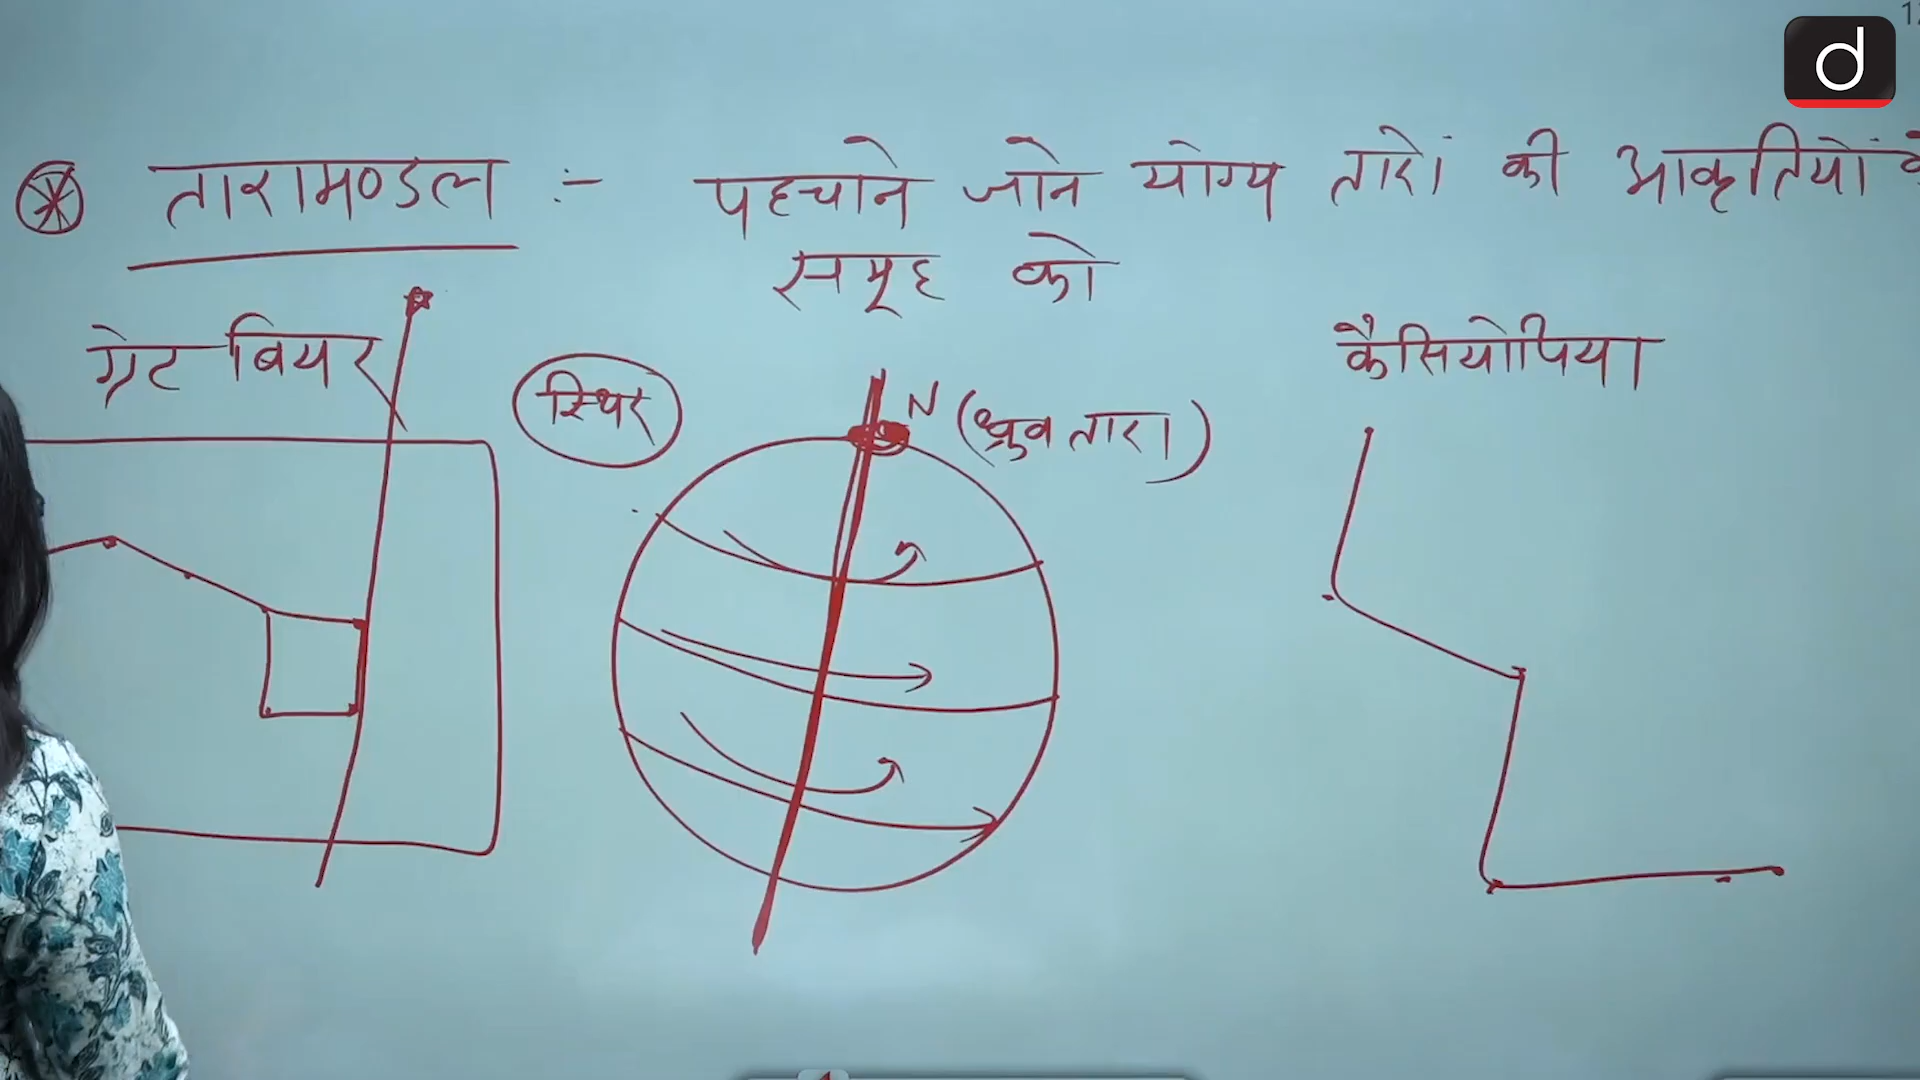 तारामण्डल :- पहचाने जाने योग्य तारों की आकृतियों के
समूह को
ग्रेट बियर
स्थिर
N (ध्रुव तारा)
कैसियोपिया
d